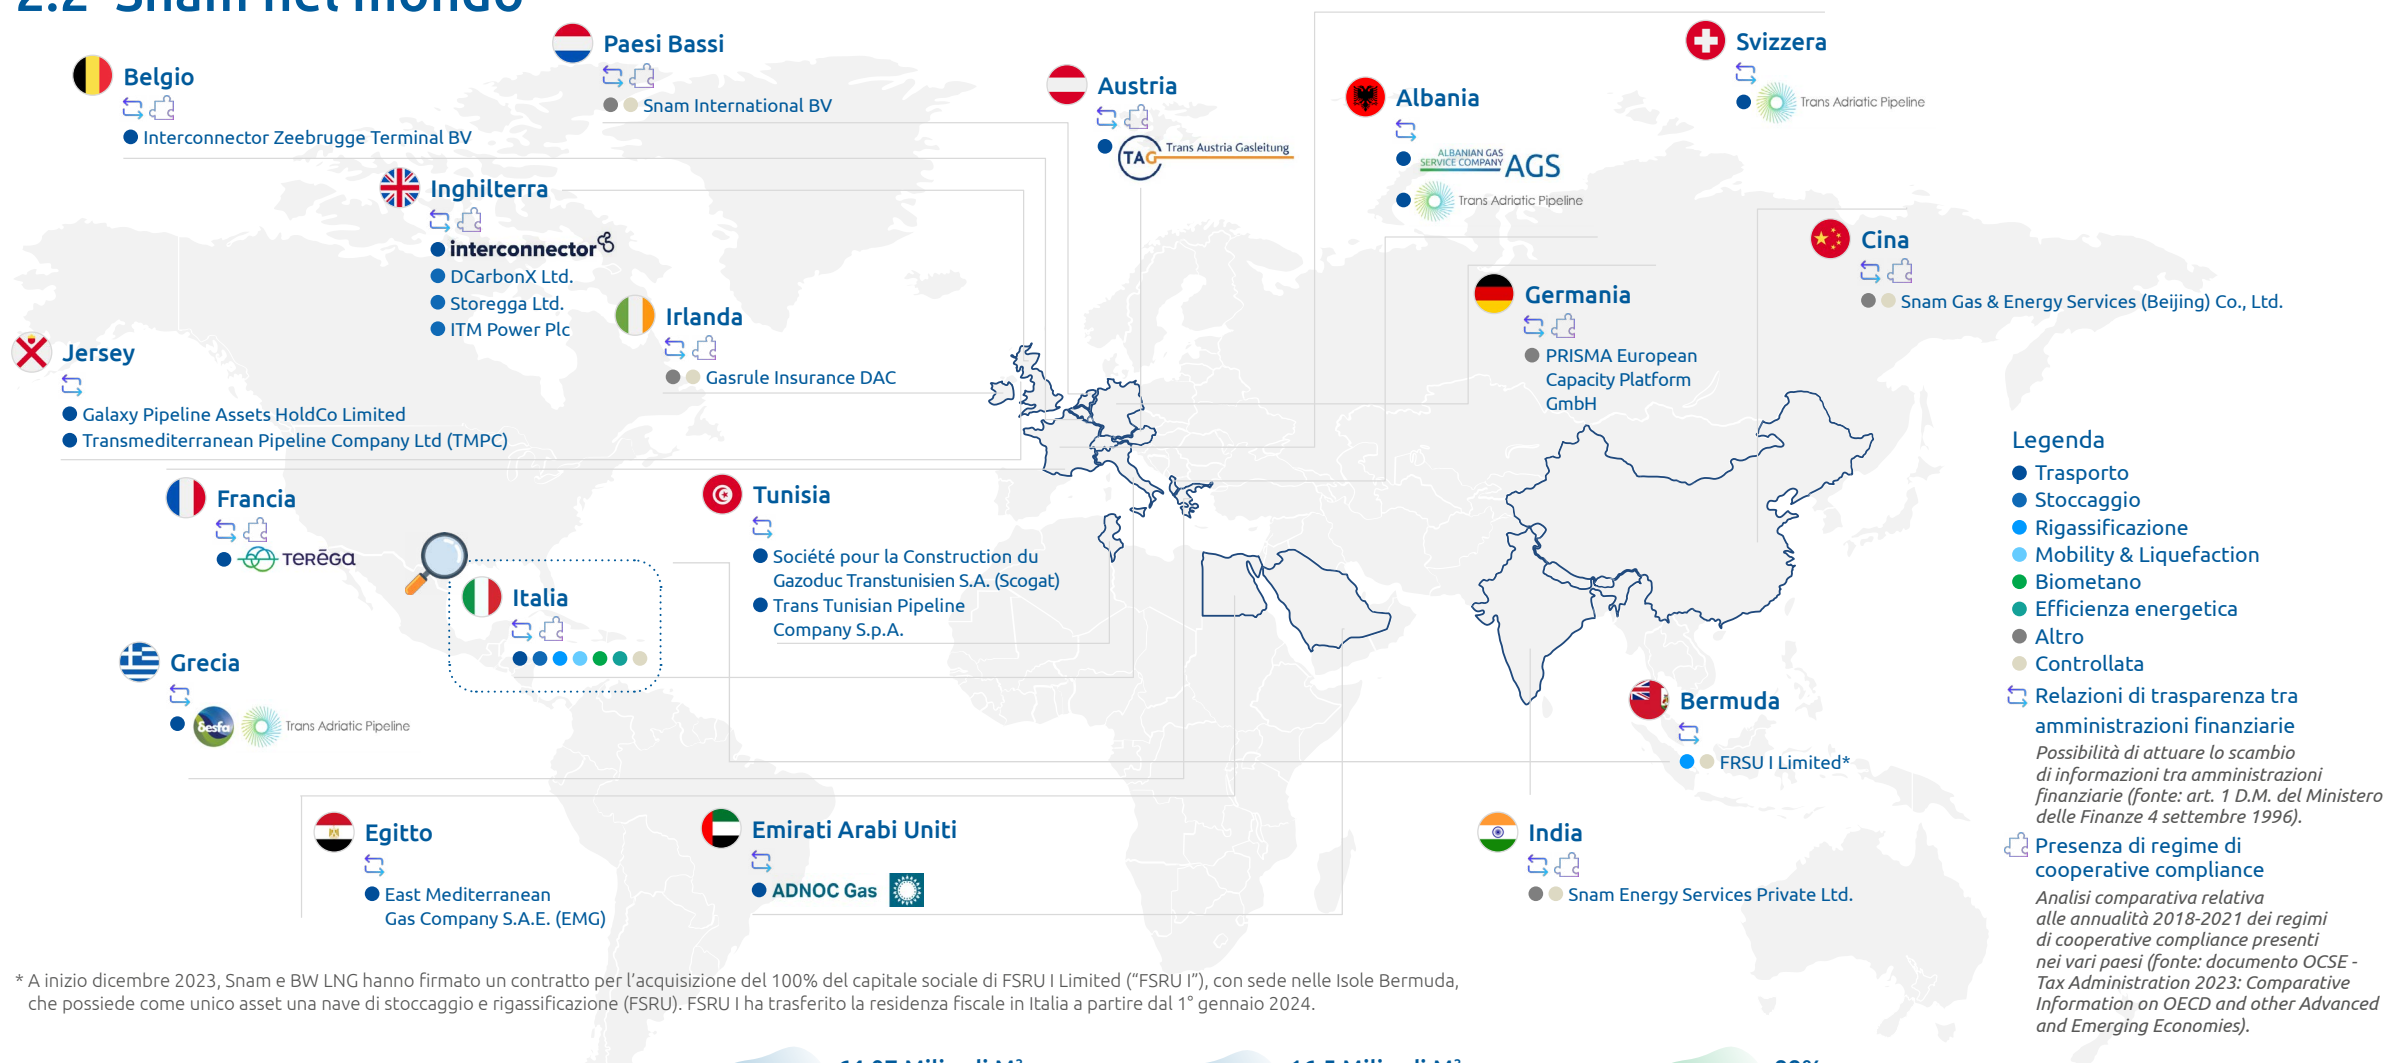 2.2 Snam nel mondo
Paesi Bassi
Snam International BV
Belgio
Interconnector Zeebrugge Terminal BV
Austria
TAG Trans Austria Gasleitung
Albania
ALBANIAN GAS
SERVICE COMPANY AGS
Trans Adriatic Pipeline
Svizzera
Trans Adriatic Pipeline
Inghilterra
interconnector
DCarbonX Ltd.
Storegga Ltd.
ITM Power Plc
Irlanda
Gasrule Insurance DAC
Germania
PRISMA European
Capacity Platform
GmbH
Cina
Snam Gas & Energy Services (Beijing) Co., Ltd.
Jersey
Galaxy Pipeline Assets HoldCo Limited
Transmediterranean Pipeline Company Ltd (TMPC)
Francia
TERĒGA
Tunisia
Société pour la Construction du
Gazoduc Transtunisien S.A. (Scogat)
Trans Tunisian Pipeline
Company S.p.A.
Italia
Grecia
desfa Trans Adriatic Pipeline
Bermuda
FRSU I Limited*
Egitto
East Mediterranean
Gas Company S.A.E. (EMG)
Emirati Arabi Uniti
ADNOC Gas
India
Snam Energy Services Private Ltd.
Legenda
Trasporto
Stoccaggio
Rigassificazione
Mobility & Liquefaction
Biometano
Efficienza energetica
Altro
Controllata
Relazioni di trasparenza tra
amministrazioni finanziarie
Possibilità di attuare lo scambio
di informazioni tra amministrazioni
finanziarie (fonte: art. 1 D.M. del Ministero
delle Finanze 4 settembre 1996).
Presenza di regime di
cooperative compliance
Analisi comparativa relativa
alle annualità 2018-2021 dei regimi
di cooperative compliance presenti
nei vari paesi (fonte: documento OCSE -
Tax Administration 2023: Comparative
Information on OECD and other Advanced
and Emerging Economies).
* A inizio dicembre 2023, Snam e BW LNG hanno firmato un contratto per l'acquisizione del 100% del capitale sociale di FSRU I Limited (“FSRU I”), con sede nelle Isole Bermuda,
che possiede come unico asset una nave di stoccaggio e rigassificazione (FSRU). FSRU I ha trasferito la residenza fiscale in Italia a partire dal 1° gennaio 2024.